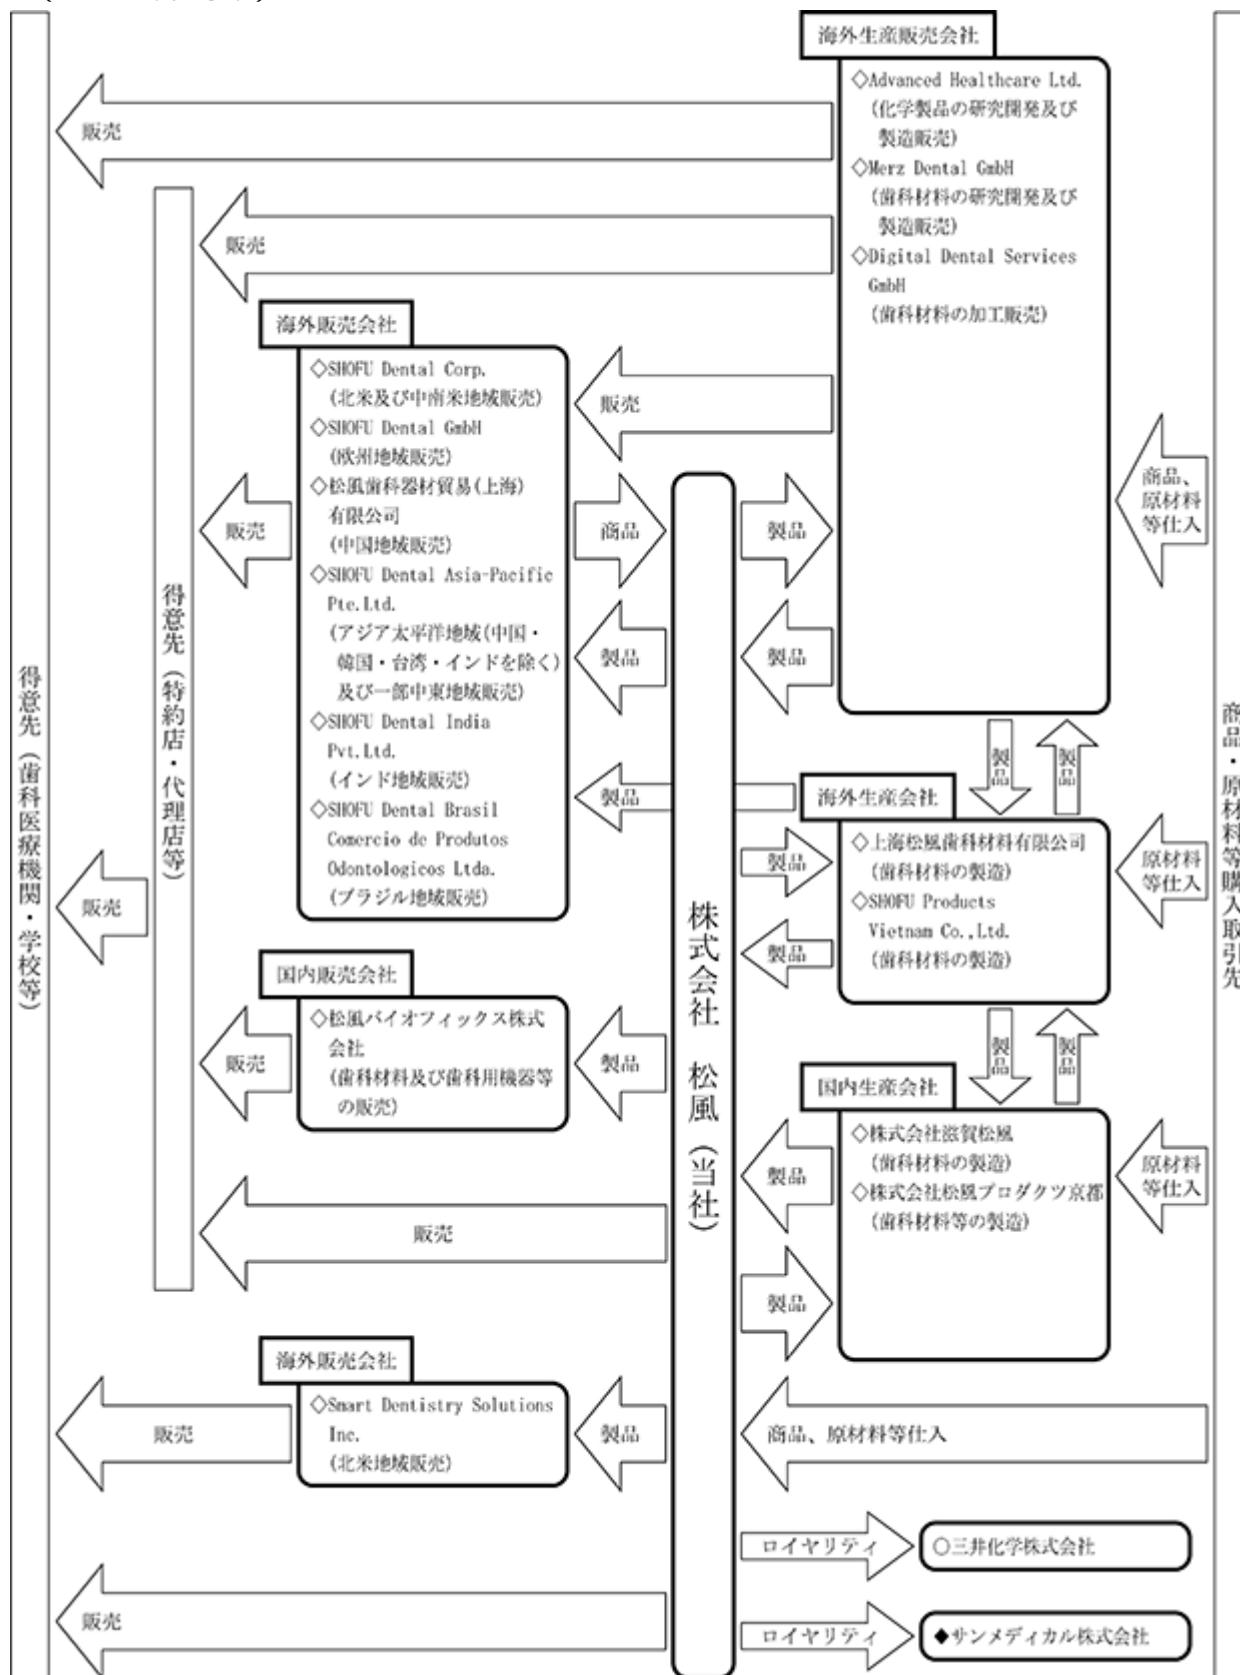 海外生産販売会社
◇Advanced Healthcare Ltd.
(化学製品の研究開発及び
製造販売)
◇Merz Dental GmbH
(歯科材料の研究開発及び
製造販売)
◇Digital Dental Services
GmbH
(歯科材料の加工販売)
販売
販売
海外販売会社
◇SHOFU Dental Corp.
(北米及び中南米地域販売)
◇SHOFU Dental GmbH
(欧州地域販売)
◇松風歯科器材貿易(上海)
有限公司
(中国地域販売)
◇SHOFU Dental Asia-Pacific
Pte.Ltd.
(アジア太平洋地域(中国・
韓国・台湾・インドを除く)
及び一部中東地域販売)
◇SHOFU Dental India
Pvt.Ltd.
(インド地域販売)
◇SHOFU Dental Brasil
Comercio de Produtos
Odontologicos Ltda.
(ブラジル地域販売)
販売
販売
商品
製品
商品、
原材料
等仕入
製品
製品
製品
製品
製品
海外生産会社
◇上海松風歯科材料有限公司
(歯科材料の製造)
◇SHOFU Products
Vietnam Co.,Ltd.
(歯科材料の製造)
製品
製品
原材料
等仕入
販売
得意先(歯科医療機関・学校等)
得意先(特約店・代理店等)
株式会社 松風(当社)
商品・原材料等購入取引先
国内販売会社
◇松風バイオフィックス株式
会社
(歯科材料及び歯科用機器等
の販売)
販売
製品
製品
製品
国内生産会社
◇株式会社滋賀松風
(歯科材料の製造)
◇株式会社松風プロダクツ京都
(歯科材料等の製造)
製品
原材料
等仕入
販売
製品
海外販売会社
◇Smart Dentistry Solutions
Inc.
(北米地域販売)
販売
製品
商品、原材料等仕入
ロイヤリティ
○三井化学株式会社
販売
ロイヤリティ
◆サンメディカル株式会社